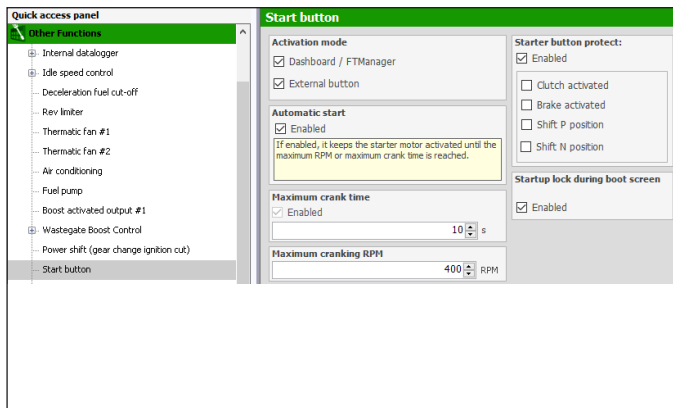 Quick access panel
Other Functions
Internal datalogger
Idle speed control
Deceleration fuel cut-off
Rev limiter
Thermatic fan #1
Thermatic fan #2
Air conditioning
Fuel pump
Boost activated output #1
Wastegate Boost Control
Power shift (gear change ignition cut)
Start button
Start button
Activation mode
Dashboard / FTManager
External button
Automatic start
Enabled
If enabled, it keeps the starter motor activated until the
maximum RPM or maximum crank time is reached.
Maximum crank time
Enabled
10 s
Maximum cranking RPM
400 RPM
Starter button protect:
Enabled
Clutch activated
Brake activated
Shift P position
Shift N position
Startup lock during boot screen
Enabled